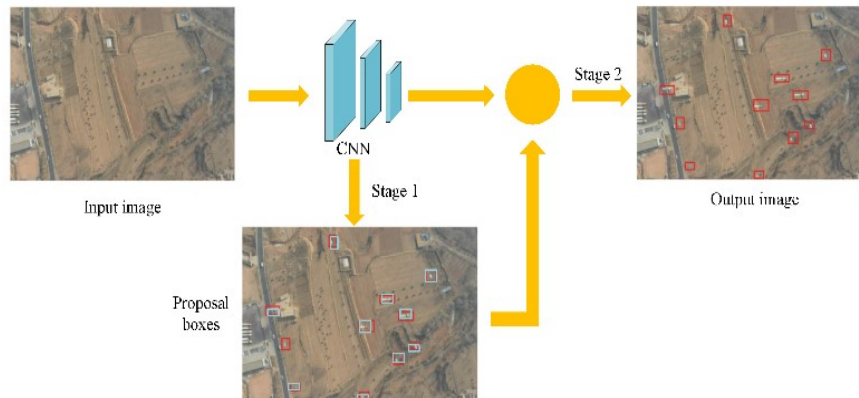 Stage 2
CNN
Stage 1
Input image
Output image
Proposal
boxes